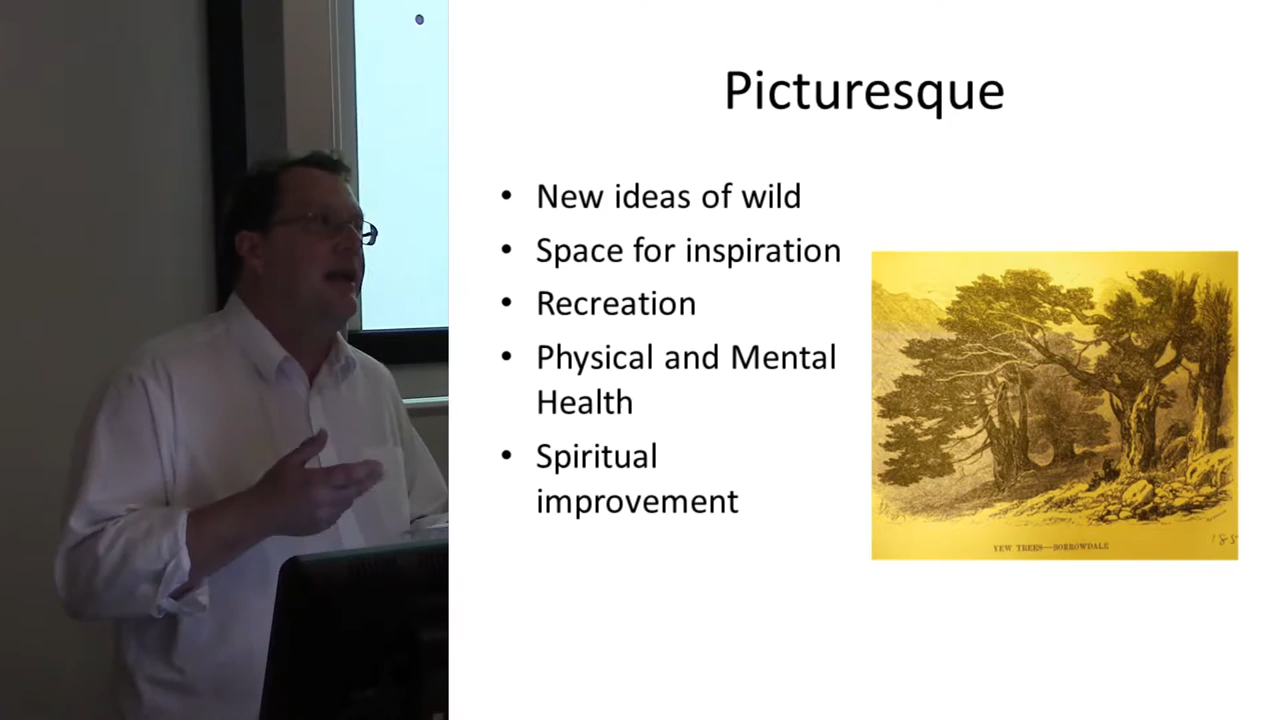 Picturesque
• New ideas of wild
• Space for inspiration
• Recreation
• Physical and Mental
Health
• Spiritual
improvement
YEW TREES—BORROWDALE